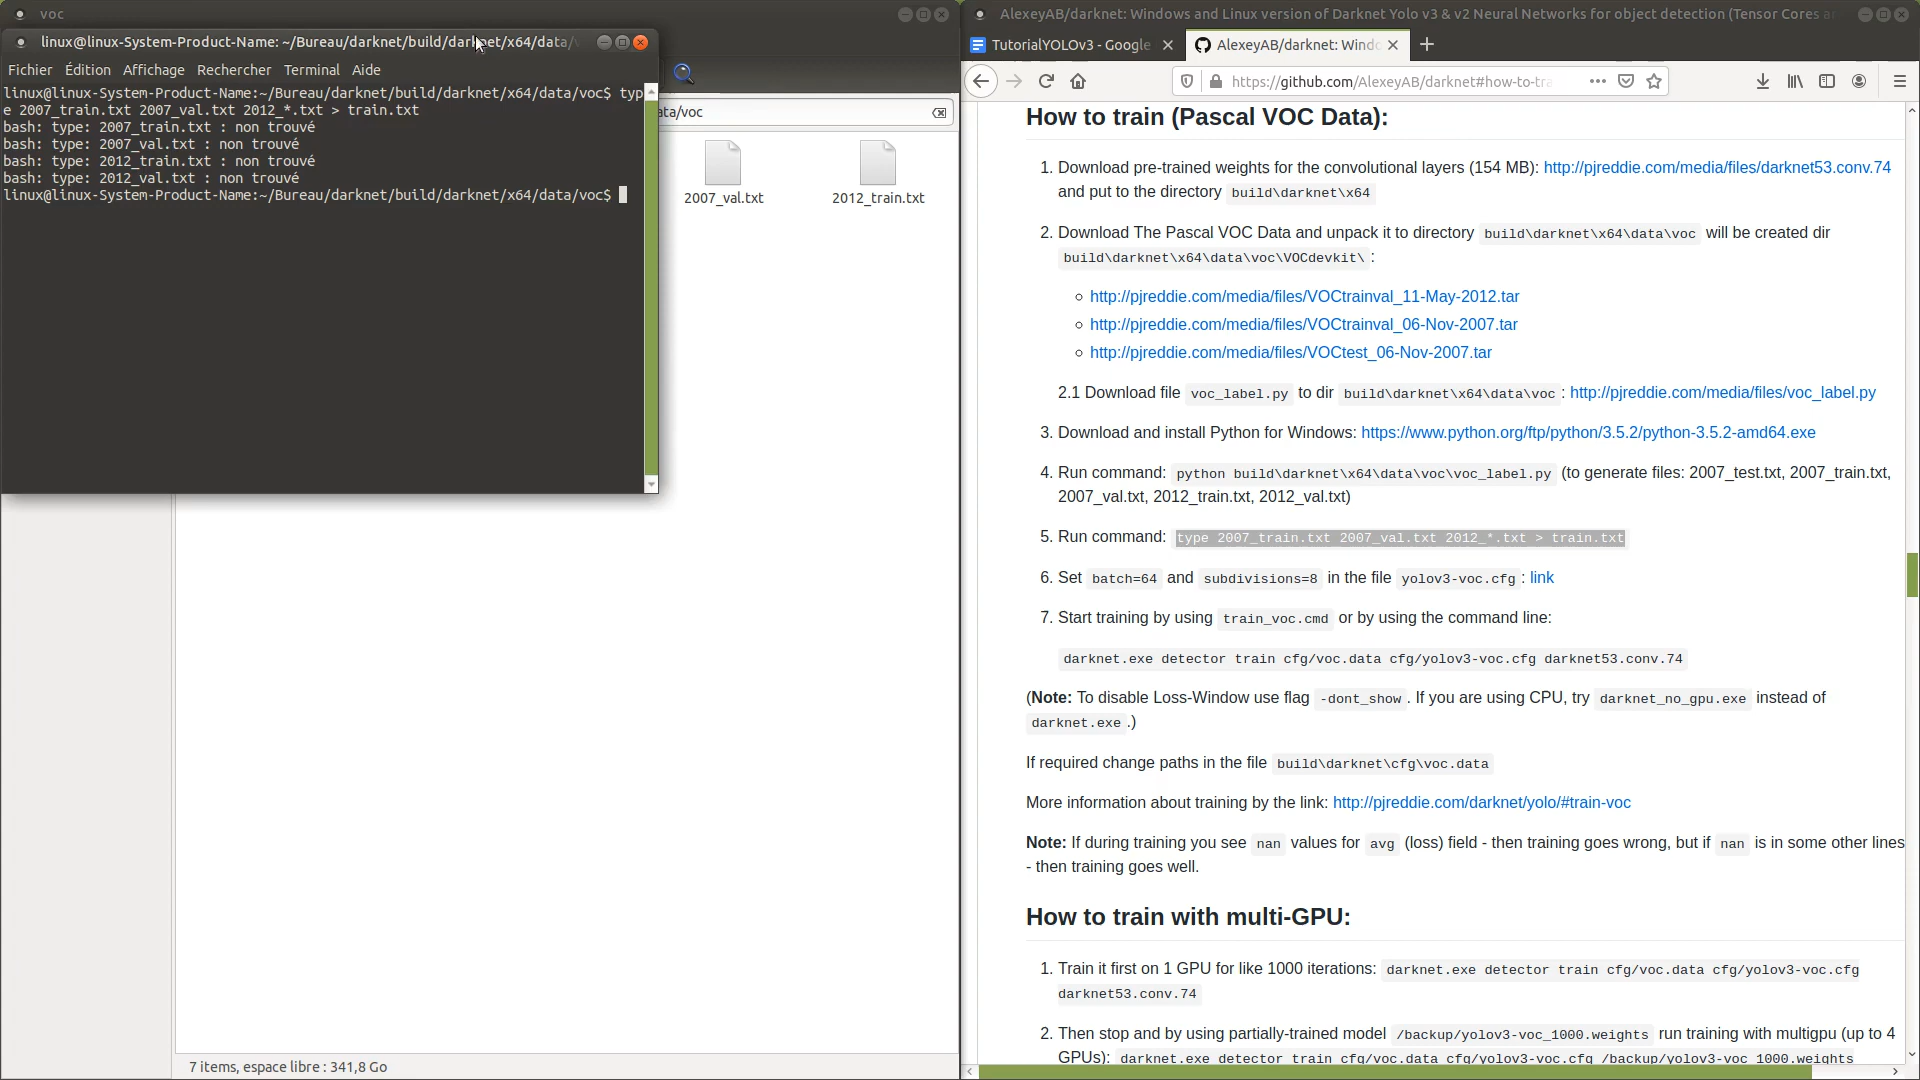 voc
linux@linux-System-Product-Name: ~/Bureau/darknet/build/darknet/x64/data/
Fichier Édition Affichage Rechercher Terminal Aide
linux@linux-System-Product-Name:~/Bureau/darknet/build/darknet/x64/data/voc$ typ
e 2007_train.txt 2007_val.txt 2012_*.txt > train.txt
bash: type: 2007_train.txt : non trouvé
bash: type: 2007_val.txt : non trouvé
bash: type: 2012_train.txt : non trouvé
bash: type: 2012_val.txt : non trouvé
linux@linux-System-Product-Name:~/Bureau/darknet/build/darknet/x64/data/voc$
ata/voc
2007_val.txt
2012_train.txt
7 items, espace libre : 341,8 Go
AlexeyAB/darknet: Windows and Linux version of Darknet Yolo v3 & v2 Neural Networks for object detection (Tensor Cores
TutorialYOLOv3 - Google
AlexeyAB/darknet: Windo
https://github.com/AlexeyAB/darknet#how-to-tra
How to train (Pascal VOC Data):
1. Download pre-trained weights for the convolutional layers (154 MB): http://pjreddie.com/media/files/darknet53.conv.74
and put to the directory build\darknet\x64
2. Download The Pascal VOC Data and unpack it to directory build\darknet\x64\data\voc will be created dir
build\darknet\x64\data\voc\VOCdevkit\ :
http://pjreddie.com/media/files/VOCtrainval_11-May-2012.tar
http://pjreddie.com/media/files/VOCtrainval_06-Nov-2007.tar
http://pjreddie.com/media/files/VOCtest_06-Nov-2007.tar
2.1 Download file voc_label.py to dir build\darknet\x64\data\voc : http://pjreddie.com/media/files/voc_label.py
3. Download and install Python for Windows: https://www.python.org/ftp/python/3.5.2/python-3.5.2-amd64.exe
4. Run command: python build\darknet\x64\data\voc\voc_label.py (to generate files: 2007_test.txt, 2007_train.txt,
2007_val.txt, 2012_train.txt, 2012_val.txt)
5. Run command: type 2007_train.txt 2007_val.txt 2012_*.txt > train.txt
6. Set batch=64 and subdivisions=8 in the file yolov3-voc.cfg : link
7. Start training by using train_voc.cmd or by using the command line:
darknet.exe detector train cfg/voc.data cfg/yolov3-voc.cfg darknet53.conv.74
(Note: To disable Loss-Window use flag -dont_show . If you are using CPU, try darknet_no_gpu.exe instead of
darknet.exe .)
If required change paths in the file build\darknet\cfg\voc.data
More information about training by the link: http://pjreddie.com/darknet/yolo/#train-voc
Note: If during training you see nan values for avg (loss) field - then training goes wrong, but if nan is in some other lines
- then training goes well.
How to train with multi-GPU:
1. Train it first on 1 GPU for like 1000 iterations: darknet.exe detector train cfg/voc.data cfg/yolov3-voc.cfg
darknet53.conv.74
2. Then stop and by using partially-trained model /backup/yolov3-voc_1000.weights run training with multigpu (up to 4
GPUs): darknet.exe detector train cfg/voc.data cfg/yolov3-voc.cfg /backup/yolov3-voc_1000.weights